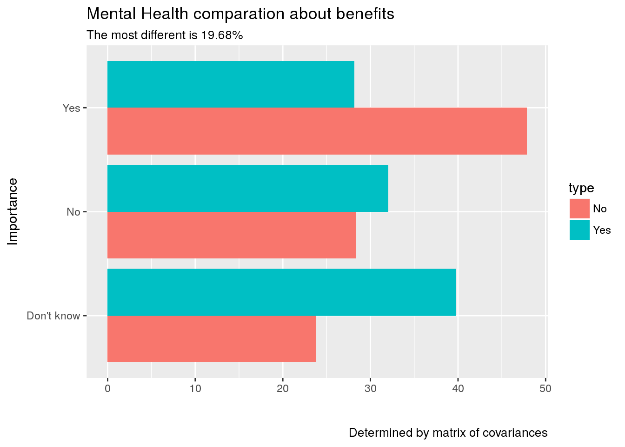 Mental Health comparation about benefits
The most different is 19.68%
Importance
Yes
No
Don't know
0 10 20 30 40 50
Determined by matrix of covariances
type
No
Yes